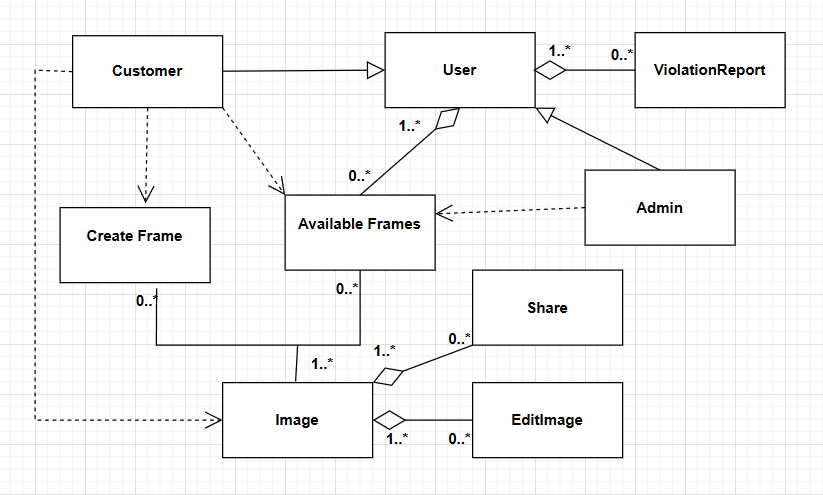 Customer
User
1..*
0..*
ViolationReport
1..*
0..*
Admin
Create Frame
Available Frames
0..*
0..*
Share
1..*
0..*
1..*
Image
EditImage
1..*
0..*